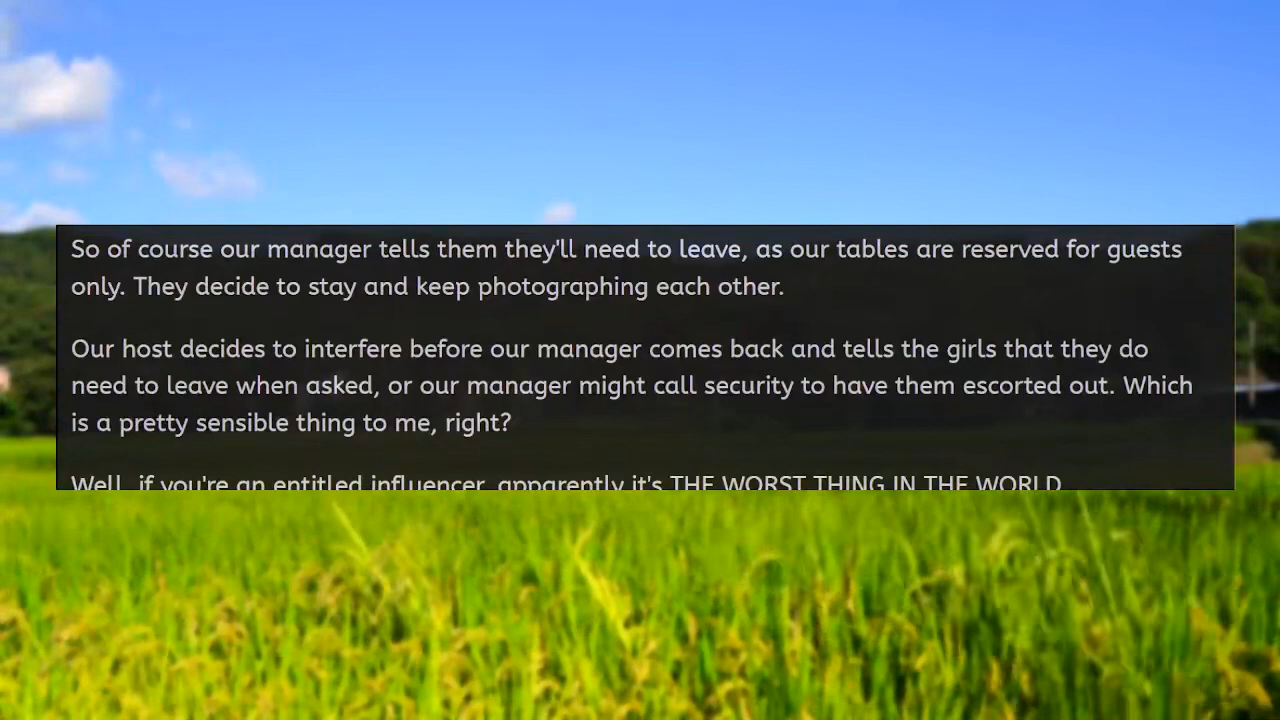 So of course our manager tells them they'll need to leave, as our tables are reserved for guests
only. They decide to stay and keep photographing each other.
Our host decides to interfere before our manager comes back and tells the girls that they do
need to leave when asked, or our manager might call security to have them escorted out. Which
is a pretty sensible thing to me, right?
Well, if you're an entitled influencer, apparently it's THE WORST THING IN THE WORLD